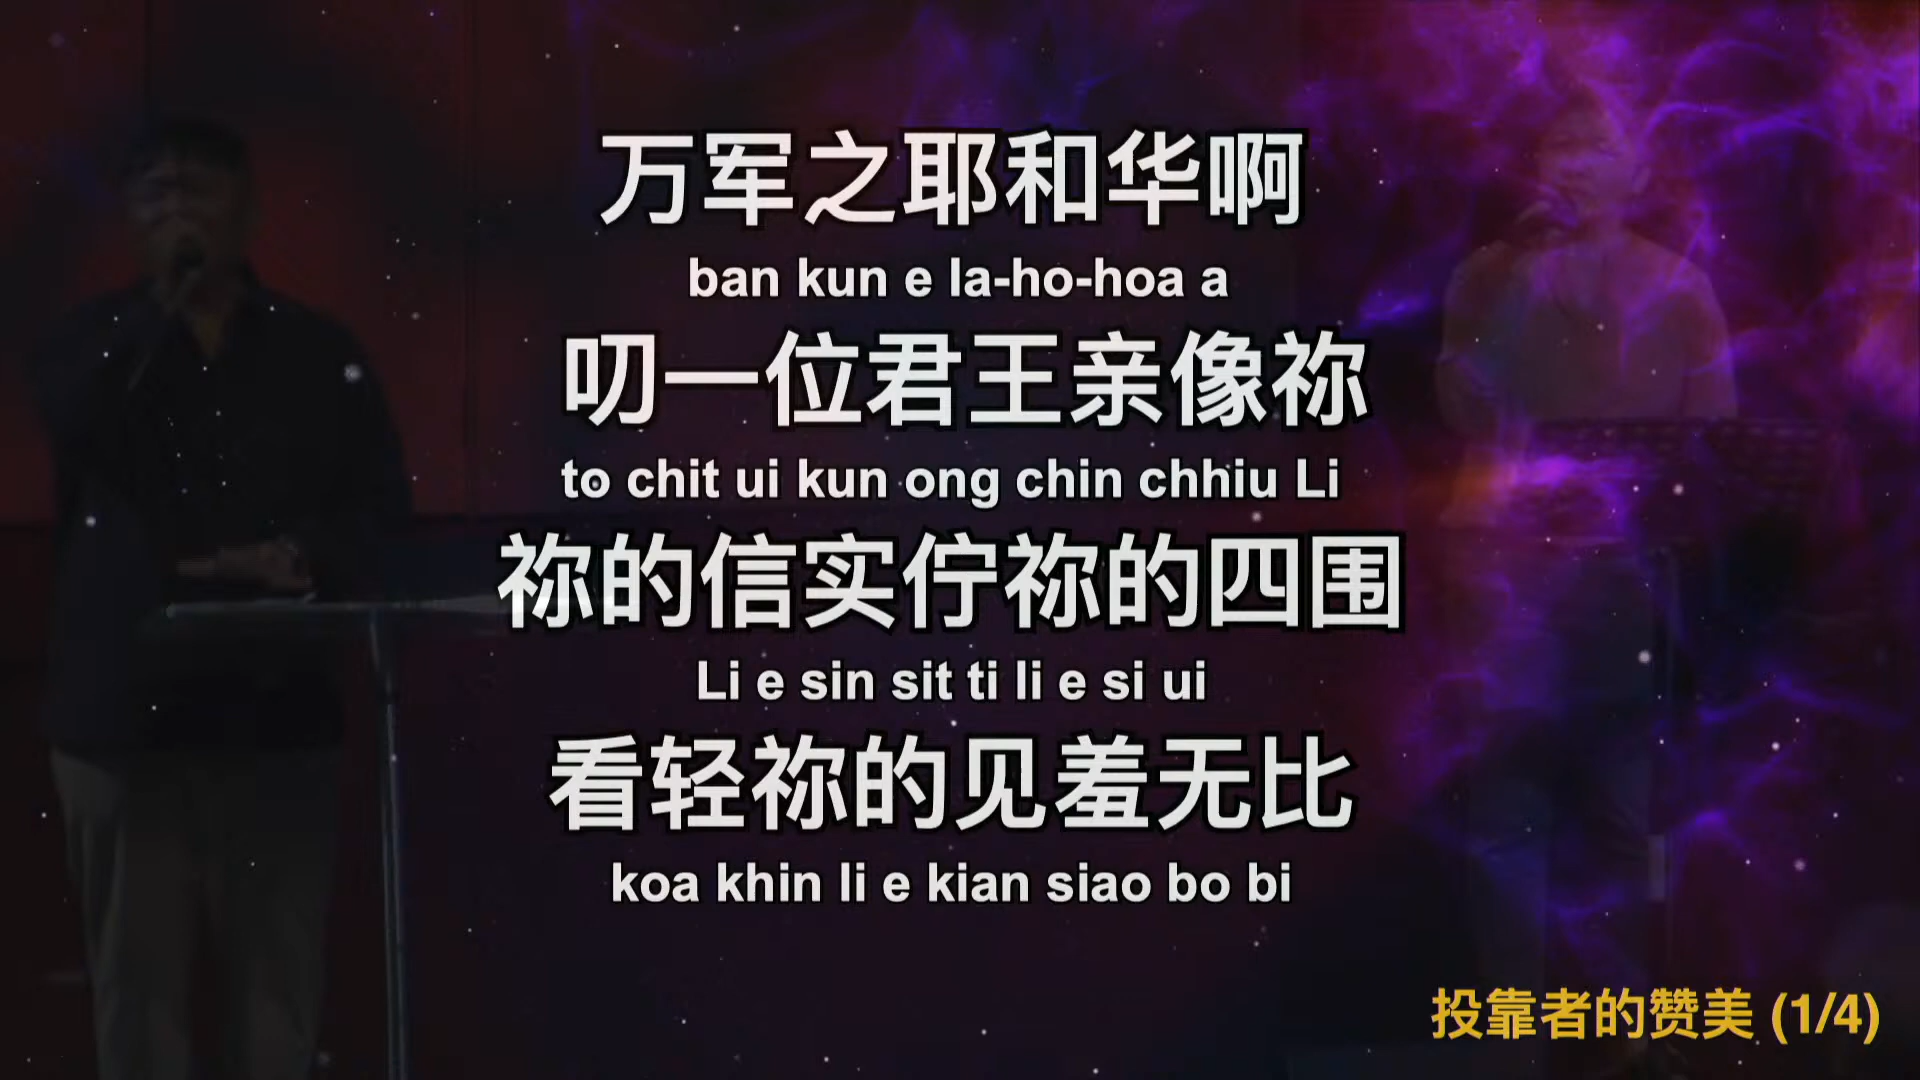 万军之耶和华啊
ban kun e la-ho-hoa a
叨一位君王亲像祢
to chit ui kun ong chin chhiu Li
祢的信实佇祢的四围
Li e sin sit ti li e si ui
看轻祢的见羞无比
koa khin li e kian siao bo bi
投靠者的赞美 (1/4)